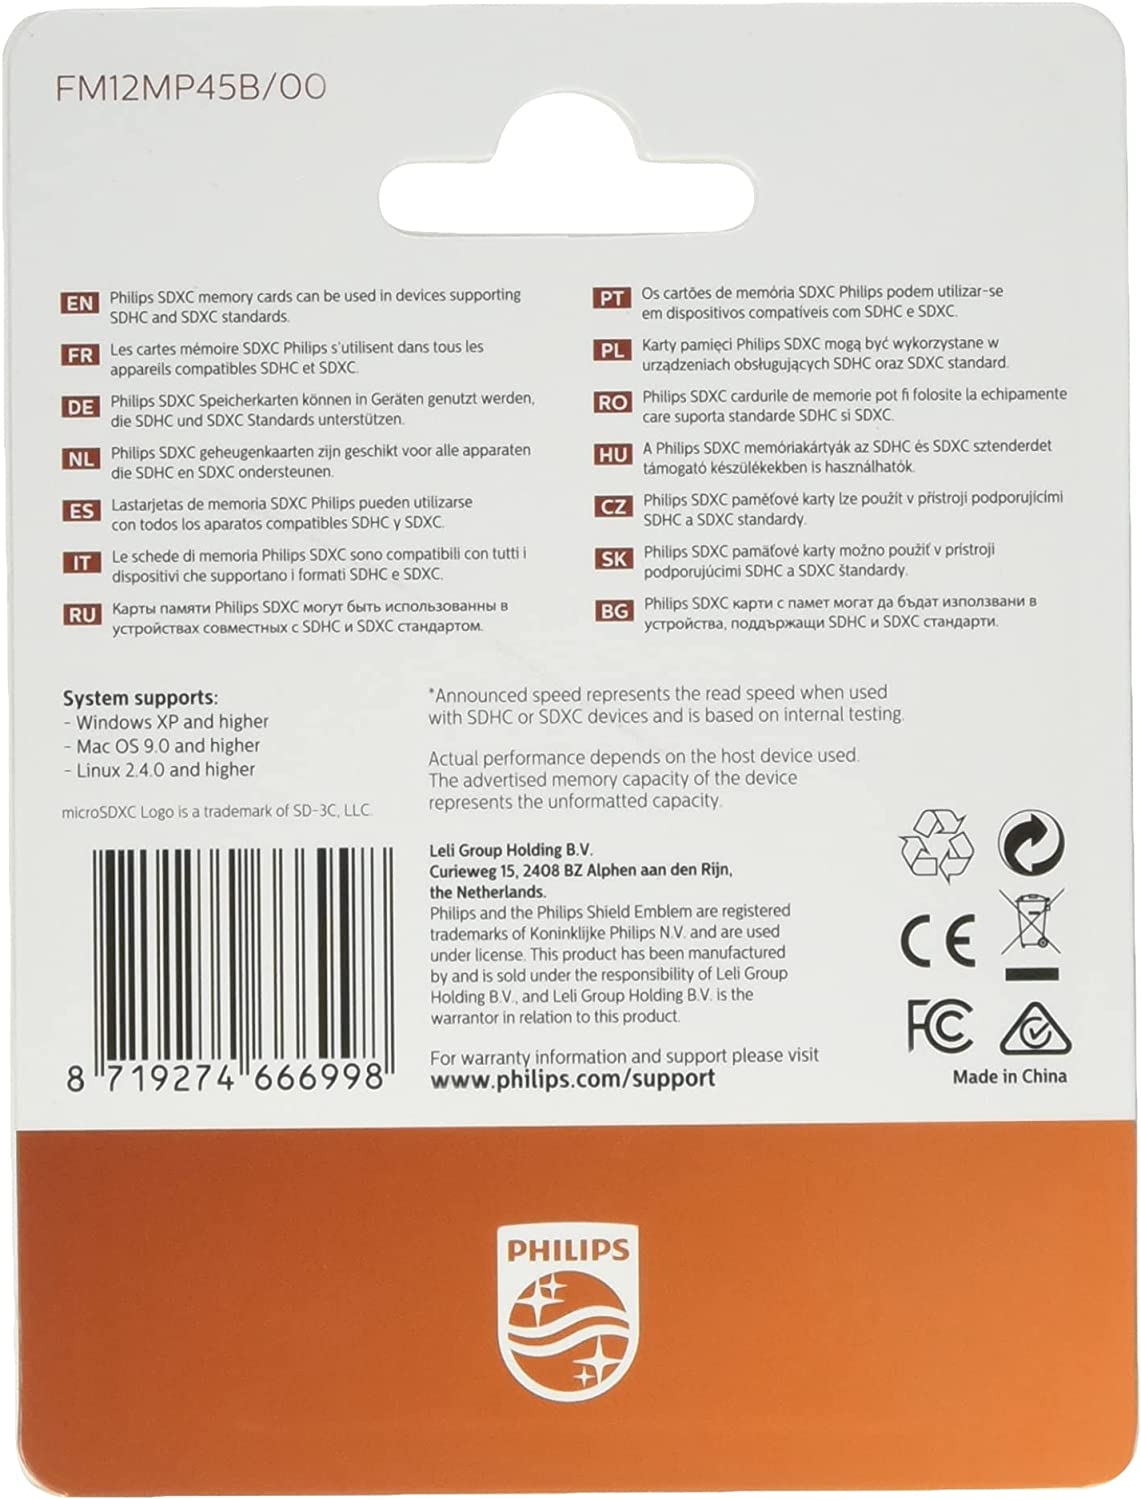 FM12MP45B/00
EN Philips SDXC memory cards can be used in devices supporting
SDHC and SDXC standards.
FR Les cartes mémoire SDXC Philips s'utilisent dans tous les
appareils compatibles SDHC et SDXC.
DE Philips SDXC Speicherkarten können in Geräten genutzt werden,
die SDHC und SDXC Standards unterstützen.
NL Philips SDXC geheugenkaarten zijn geschikt voor alle apparaten
die SDHC en SDXC ondersteunen.
ES Lastarjetas de memoria SDXC Philips pueden utilizarse
con todos los aparatos compatibles SDHC y SDXC.
IT Le schede di memoria Philips SDXC sono compatibili con tutti i
dispositivi che supportano i formati SDHC e SDXC.
RU Карты памяти Philips SDXC могут быть использованны в
устройствах совместных с SDHC и SDXC стандартом.
PT Os cartões de memória SDXC Philips podem utilizar-se
em dispositivos compatíveis com SDHC e SDXC.
PL Karty pamięci Philips SDXC mogą być wykorzystane w
urządzeniach obsługujących SDHC oraz SDXC standard.
RO Philips SDXC cardurile de memorie pot fi folosite la echipamente
care suporta standarde SDHC si SDXC.
HU A Philips SDXC memóriakártyák az SDHC és SDXC sztenderdet
támogató készülékekben is használhatók.
CZ Philips SDXC paměťové karty lze použít v přístroji podporujícími
SDHC a SDXC standardy.
SK Philips SDXC pamäťové karty možno použiť v prístroji
podporujúcimi SDHC a SDXC štandardy.
BG Philips SDXC карти с памет могат да бъдат използвани в
устройства, поддържащи SDHC и SDXC стандарти.
System supports:
- Windows XP and higher
- Mac OS 9.0 and higher
- Linux 2.4.0 and higher
microSDXC Logo is a trademark of SD-3C, LLC.
8 719274 666998
*Announced speed represents the read speed when used
with SDHC or SDXC devices and is based on internal testing.
Actual performance depends on the host device used.
The advertised memory capacity of the device
represents the unformatted capacity.
Leli Group Holding B.V.
Curieweg 15, 2408 BZ Alphen aan den Rijn,
the Netherlands.
Philips and the Philips Shield Emblem are registered
trademarks of Koninklijke Philips N.V. and are used
under license. This product has been manufactured
by and is sold under the responsibility of Leli Group
Holding B.V., and Leli Group Holding B.V. is the
warrantor in relation to this product.
For warranty information and support please visit
www.philips.com/support
CE
FC
Made in China
PHILIPS